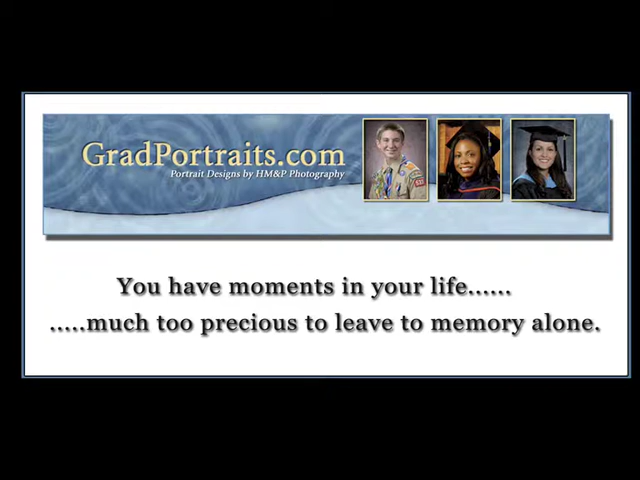 GradPortraits.com
Portrait Designs by HM&P Photography
You have moments in your life......
.....much too precious to leave to memory alone.